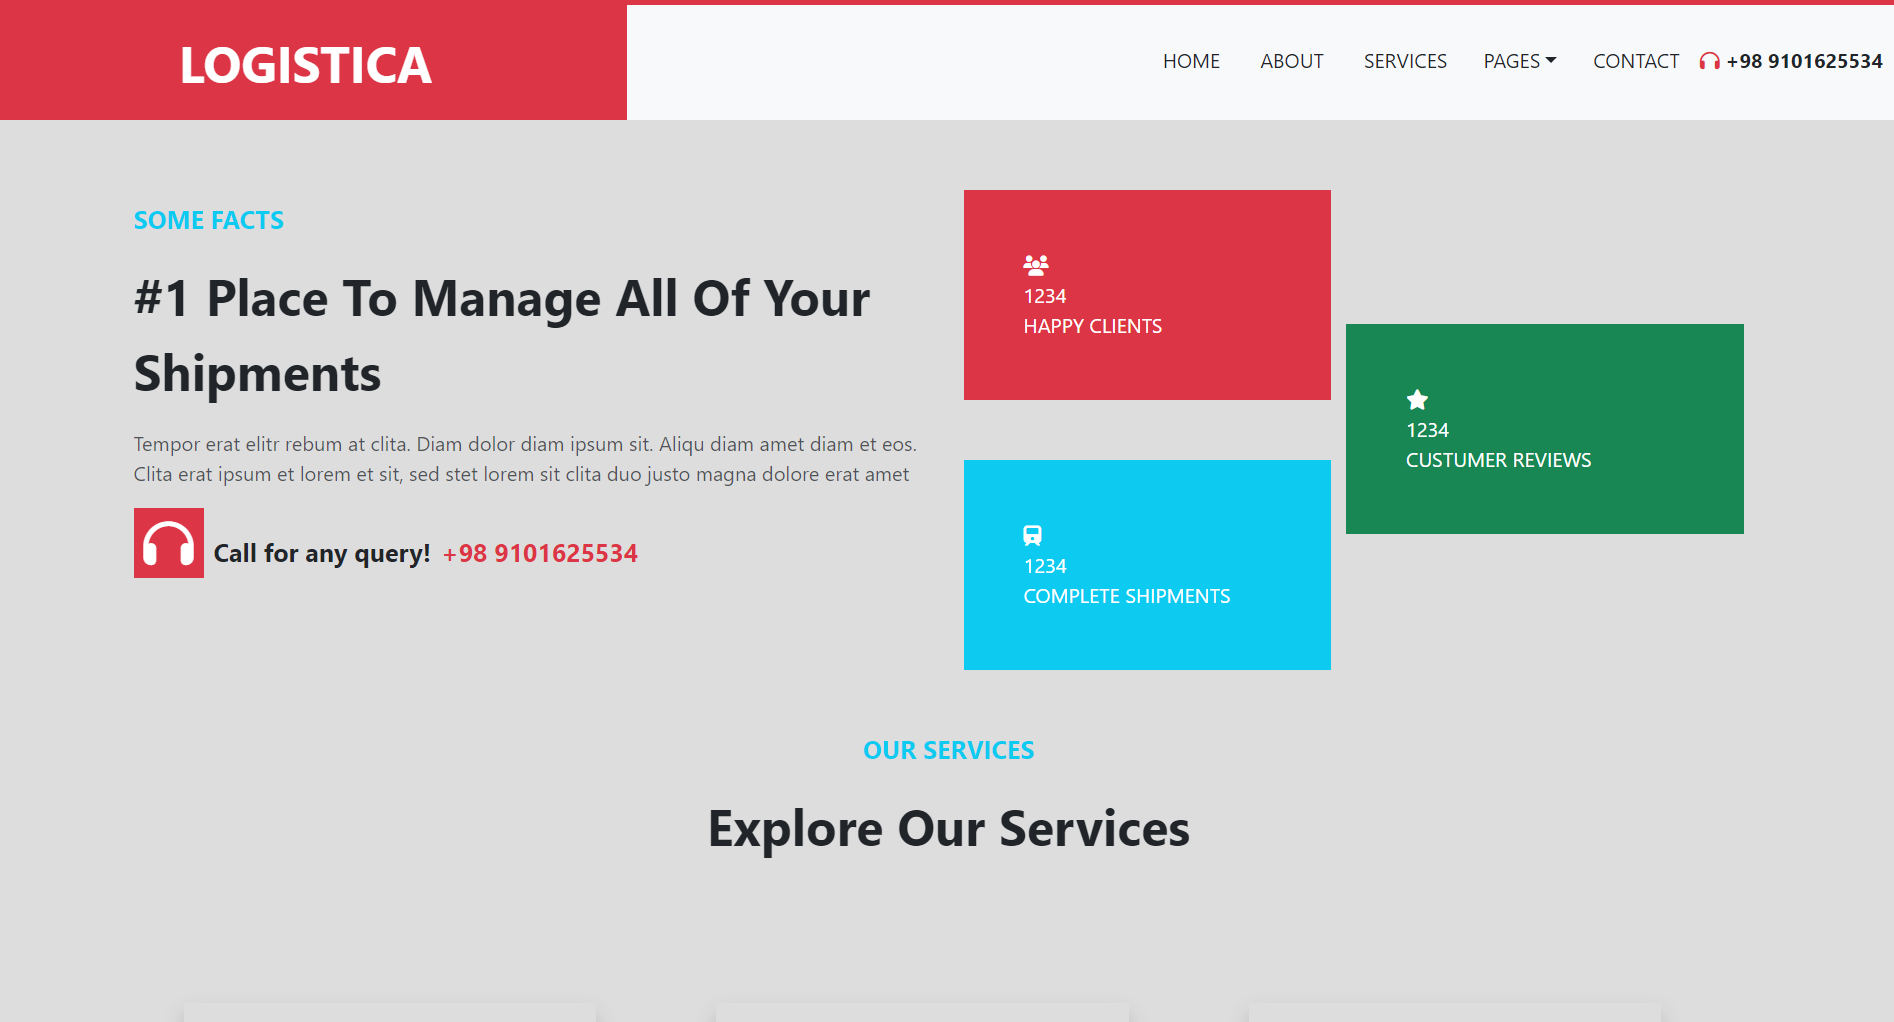 LOGISTICA
HOME ABOUT SERVICES PAGES CONTACT +98 9101625534
SOME FACTS
#1 Place To Manage All Of Your
Shipments
Tempor erat elitr rebum at clita. Diam dolor diam ipsum sit. Aliqu diam amet diam et eos.
Clita erat ipsum et lorem et sit, sed stet lorem sit clita duo justo magna dolore erat amet
Call for any query! +98 9101625534
1234
HAPPY CLIENTS
1234
CUSTUMER REVIEWS
1234
COMPLETE SHIPMENTS
OUR SERVICES
Explore Our Services